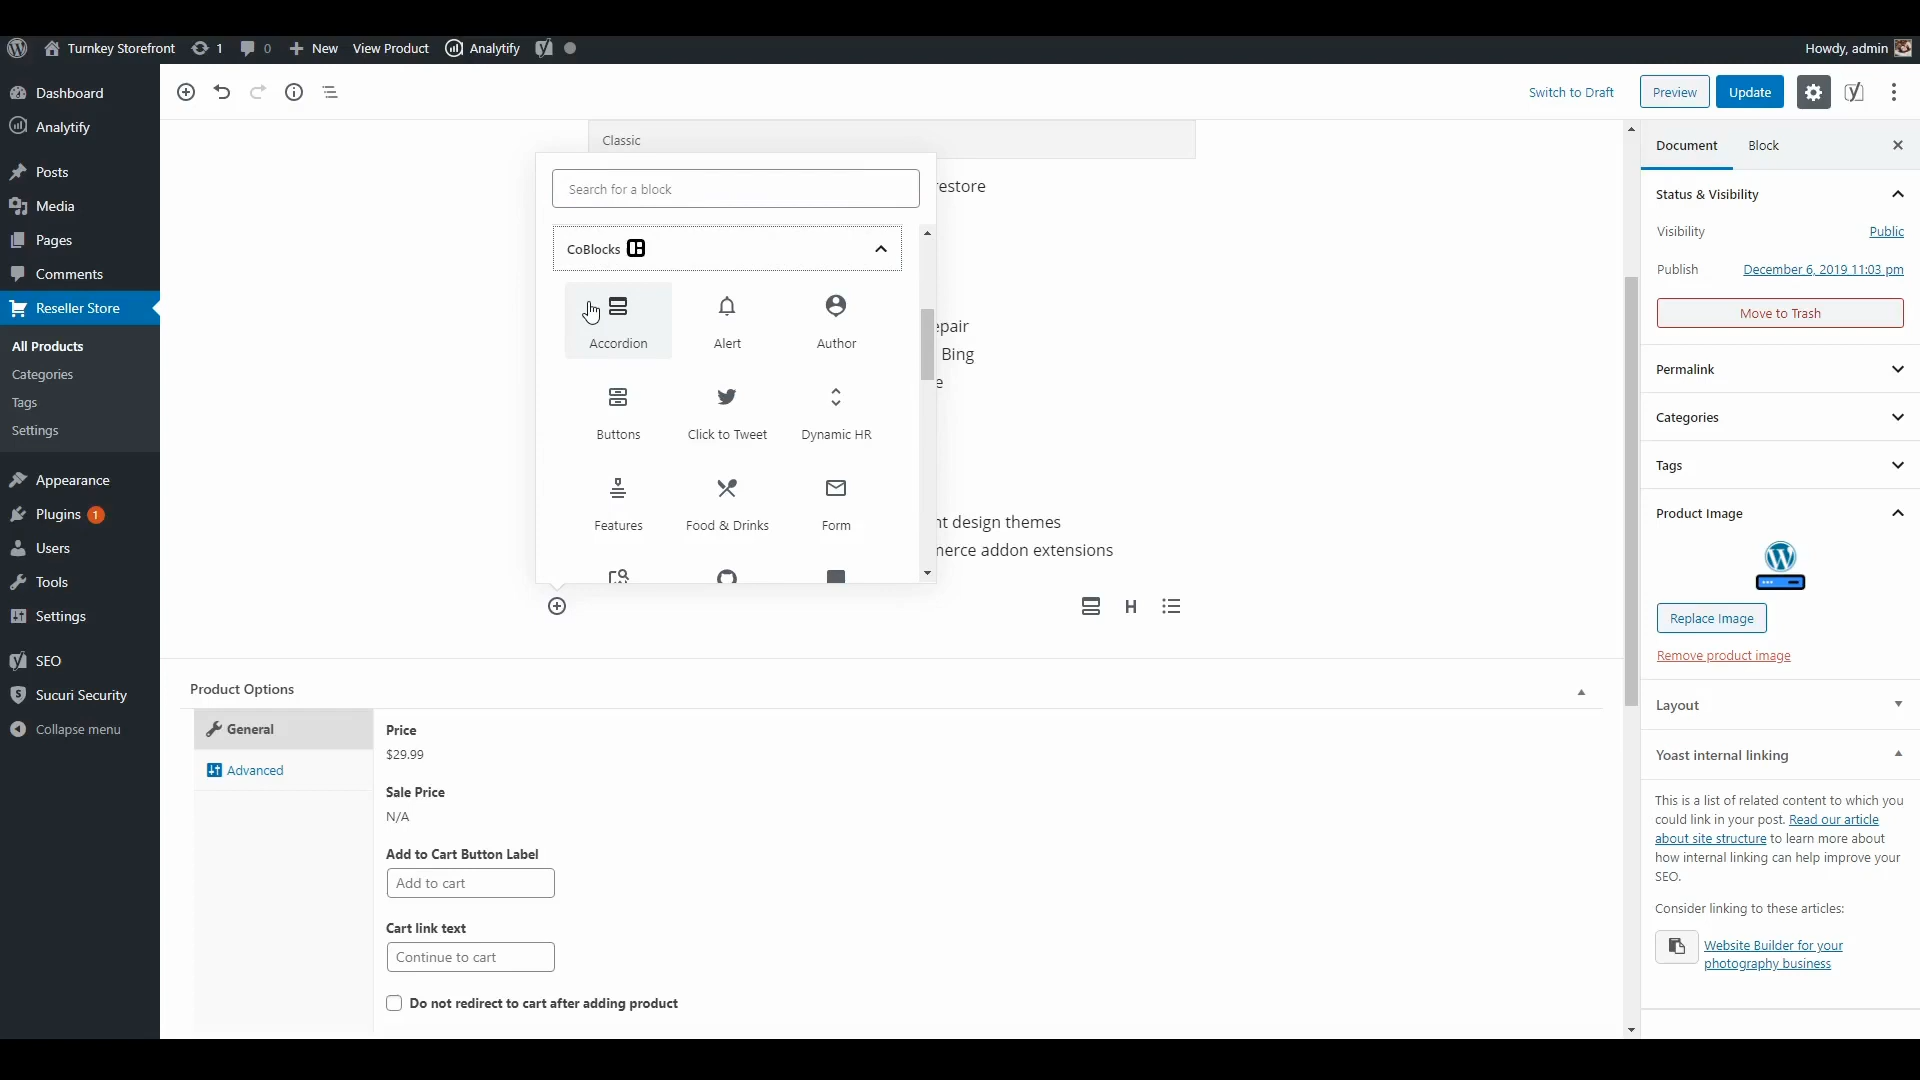 Turnkey Storefront 1 0 New View Product Analytify Howdy, admin
Dashboard
Analytify
Posts
Media
Pages
Comments
Reseller Store
All Products
Categories
Tags
Settings
Appearance
Plugins 1
Users
Tools
Settings
SEO
Sucuri Security
Collapse menu
Switch to Draft Preview Update
Classic
Search for a block
estore
CoBlocks
Accordion Alert Author
epair
Bing
e
Buttons Click to Tweet Dynamic HR
Features Food & Drinks Form
nt design themes
merce addon extensions
H
Product Options
General
Advanced
Price
$29.99
Sale Price
N/A
Add to Cart Button Label
Add to cart
Cart link text
Continue to cart
Do not redirect to cart after adding product
Document Block
Status & Visibility
Visibility Public
Publish December 6, 2019 11:03 pm
Move to Trash
Permalink
Categories
Tags
Product Image
Replace Image
Remove product image
Layout
Yoast internal linking
This is a list of related content to which you
could link in your post. Read our article
about site structure to learn more about
how internal linking can help improve your
SEO.
Consider linking to these articles:
Website Builder for your
photography business